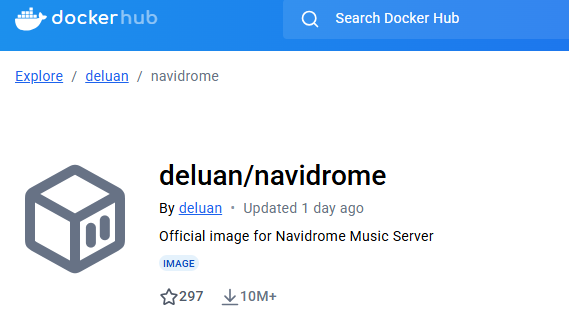 dockerhub
Search Docker Hub
Explore / deluan / navidrome
deluan/navidrome
By deluan • Updated 1 day ago
Official image for Navidrome Music Server
IMAGE
297 10M+